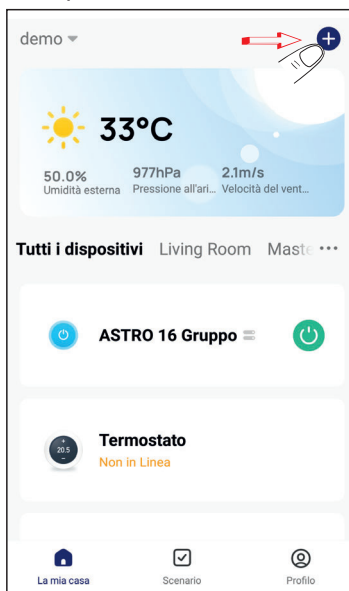 demo
33°C
50.0% 977hPa 2.1m/s
Umidità esterna Pressione all'ari... Velocità del vent...
Tutti i dispositivi Living Room Maste ...
ASTRO 16 Gruppo
20.5
Termostato
Non in Linea
La mia casa Scenario Profilo